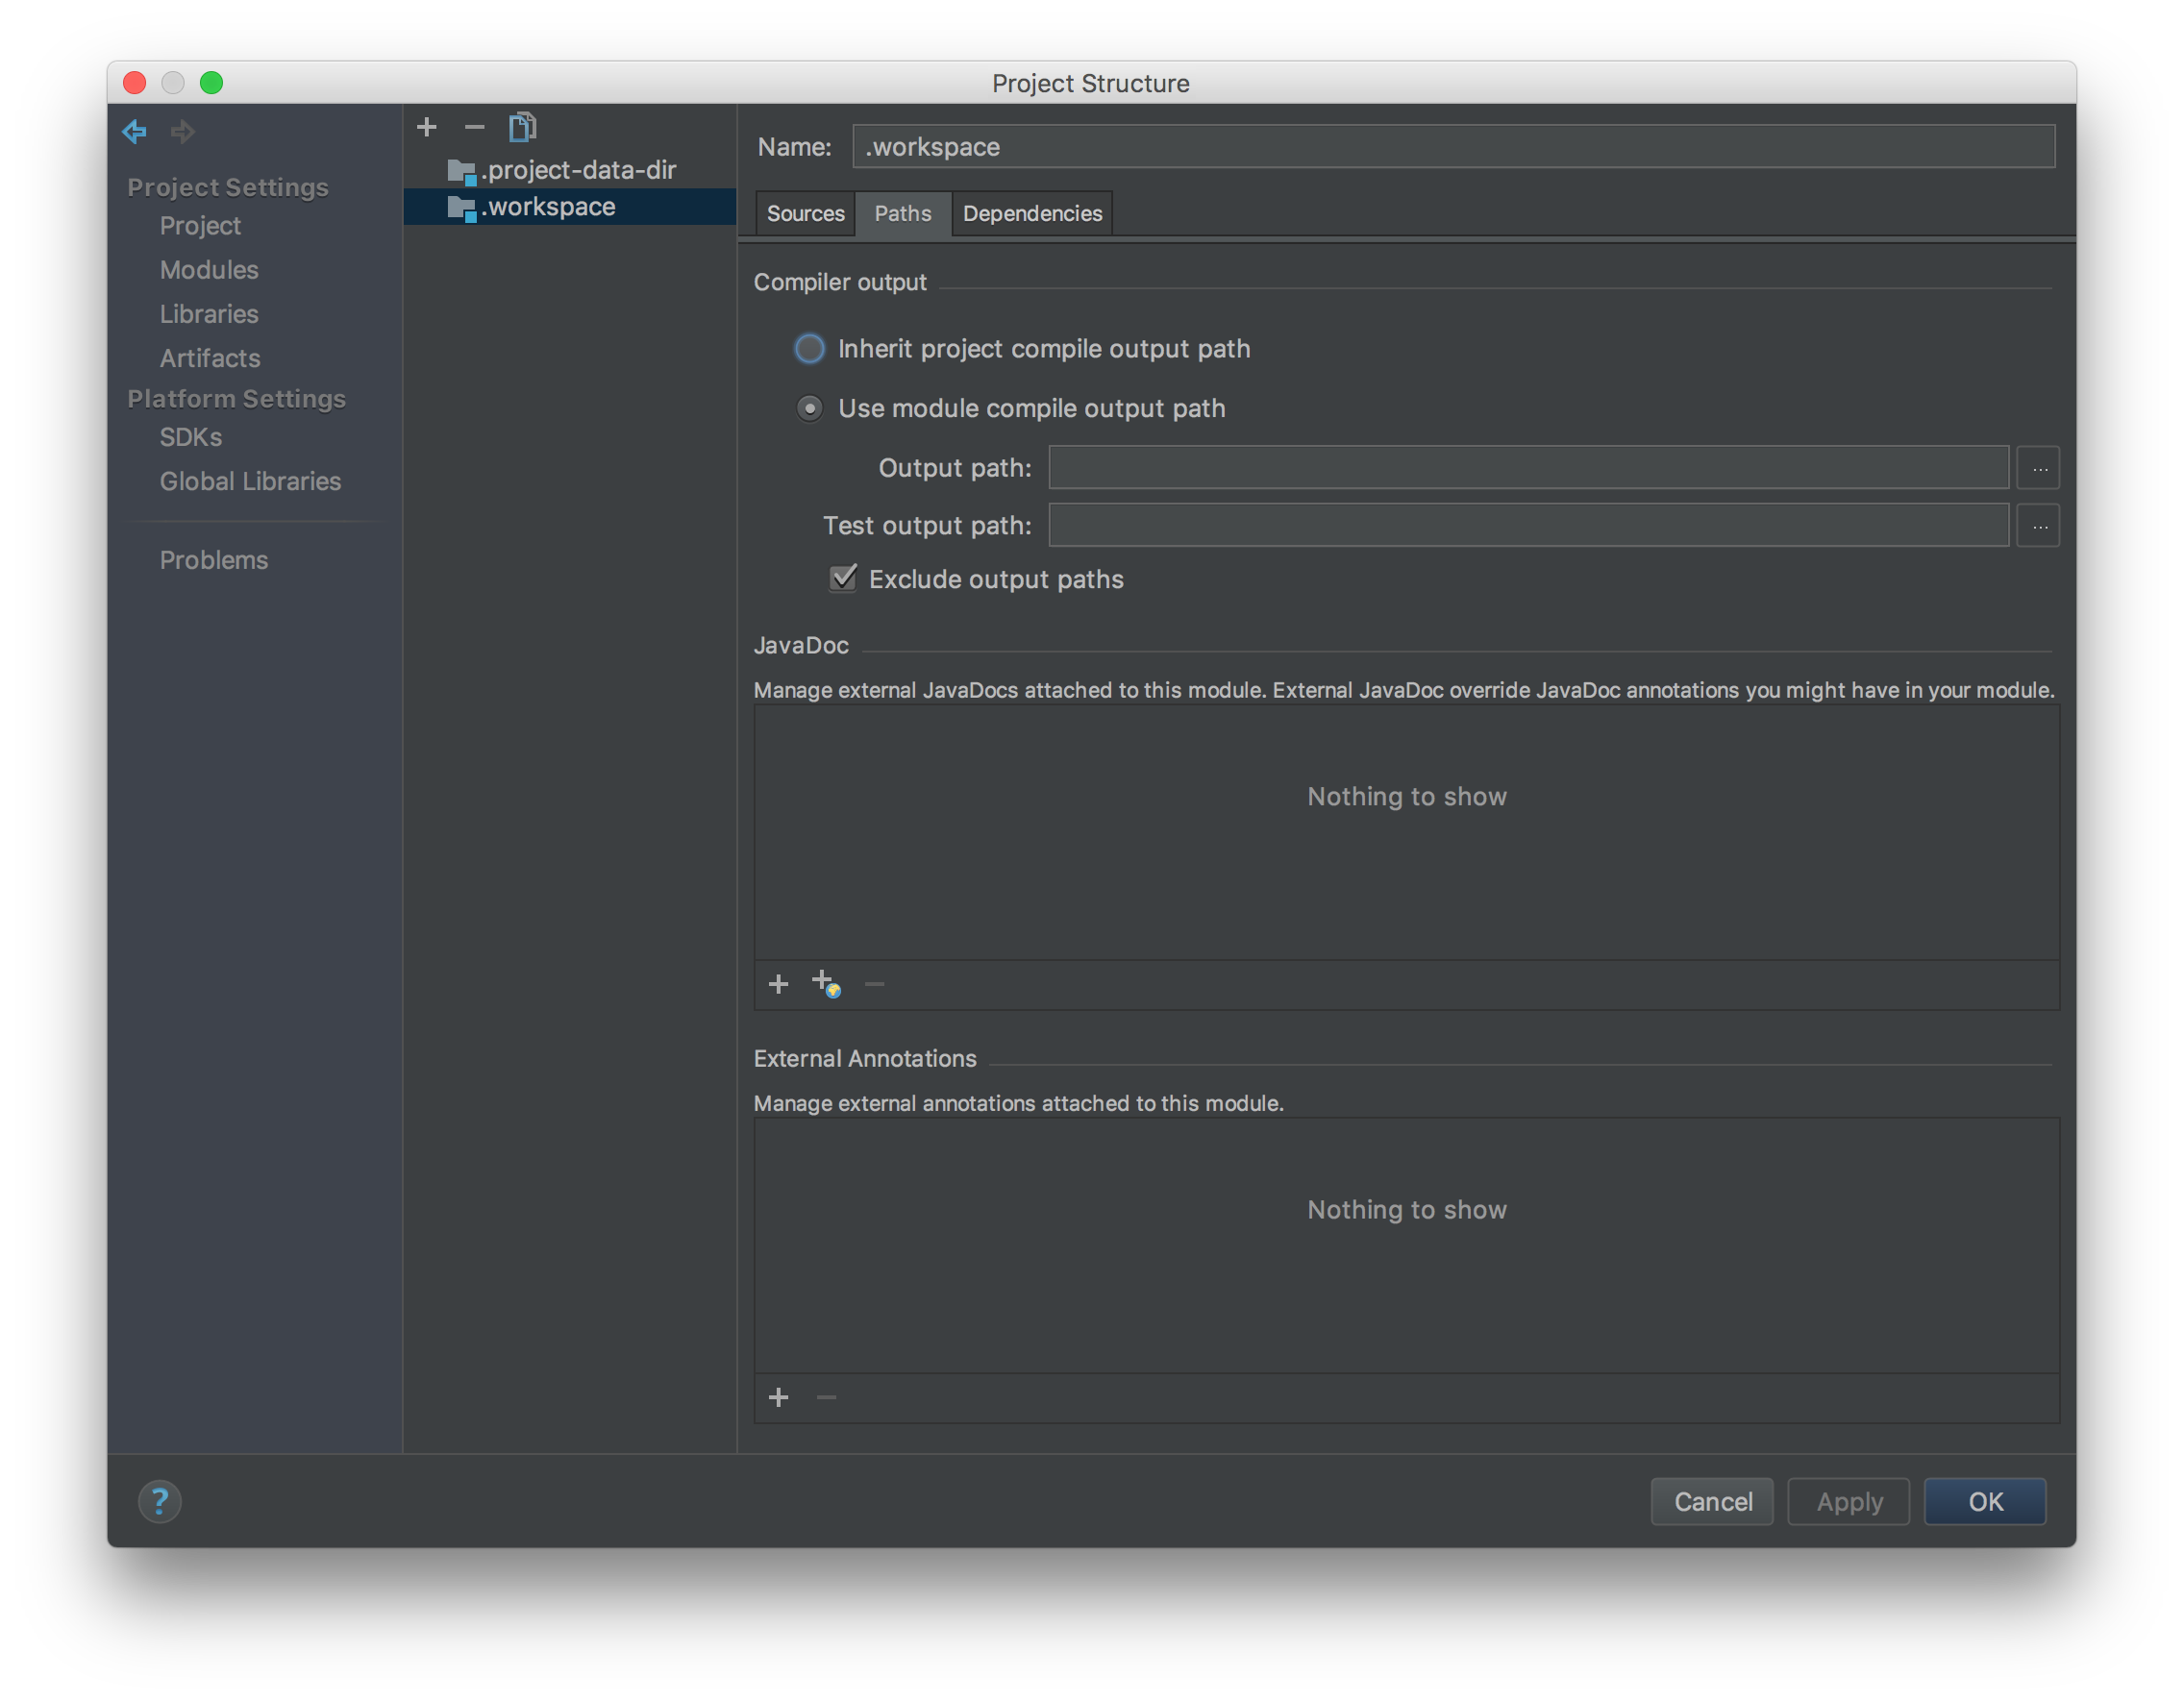 Project Structure
Project Settings
Project
Modules
Libraries
Artifacts
Platform Settings
SDKs
Global Libraries
Problems
.project-data-dir
.workspace
Name: .workspace
Sources Paths Dependencies
Compiler output
Inherit project compile output path
Use module compile output path
Output path: ...
Test output path: ...
Exclude output paths
JavaDoc
Manage external JavaDocs attached to this module. External JavaDoc override JavaDoc annotations you might have in your module.
Nothing to show
External Annotations
Manage external annotations attached to this module.
Nothing to show
? Cancel Apply OK